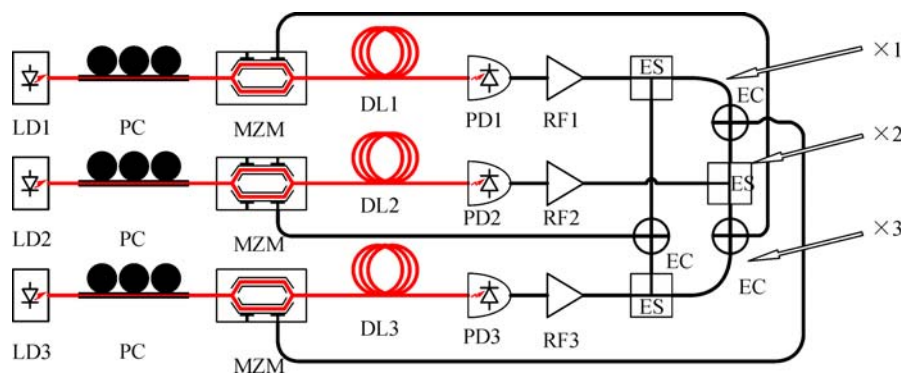 LD1
PC
MZM
DL1
PD1
RF1
ES
EC
×1
LD2
PC
MZM
DL2
PD2
RF2
ES
EC
×2
LD3
PC
MZM
DL3
PD3
RF3
ES
EC
×3